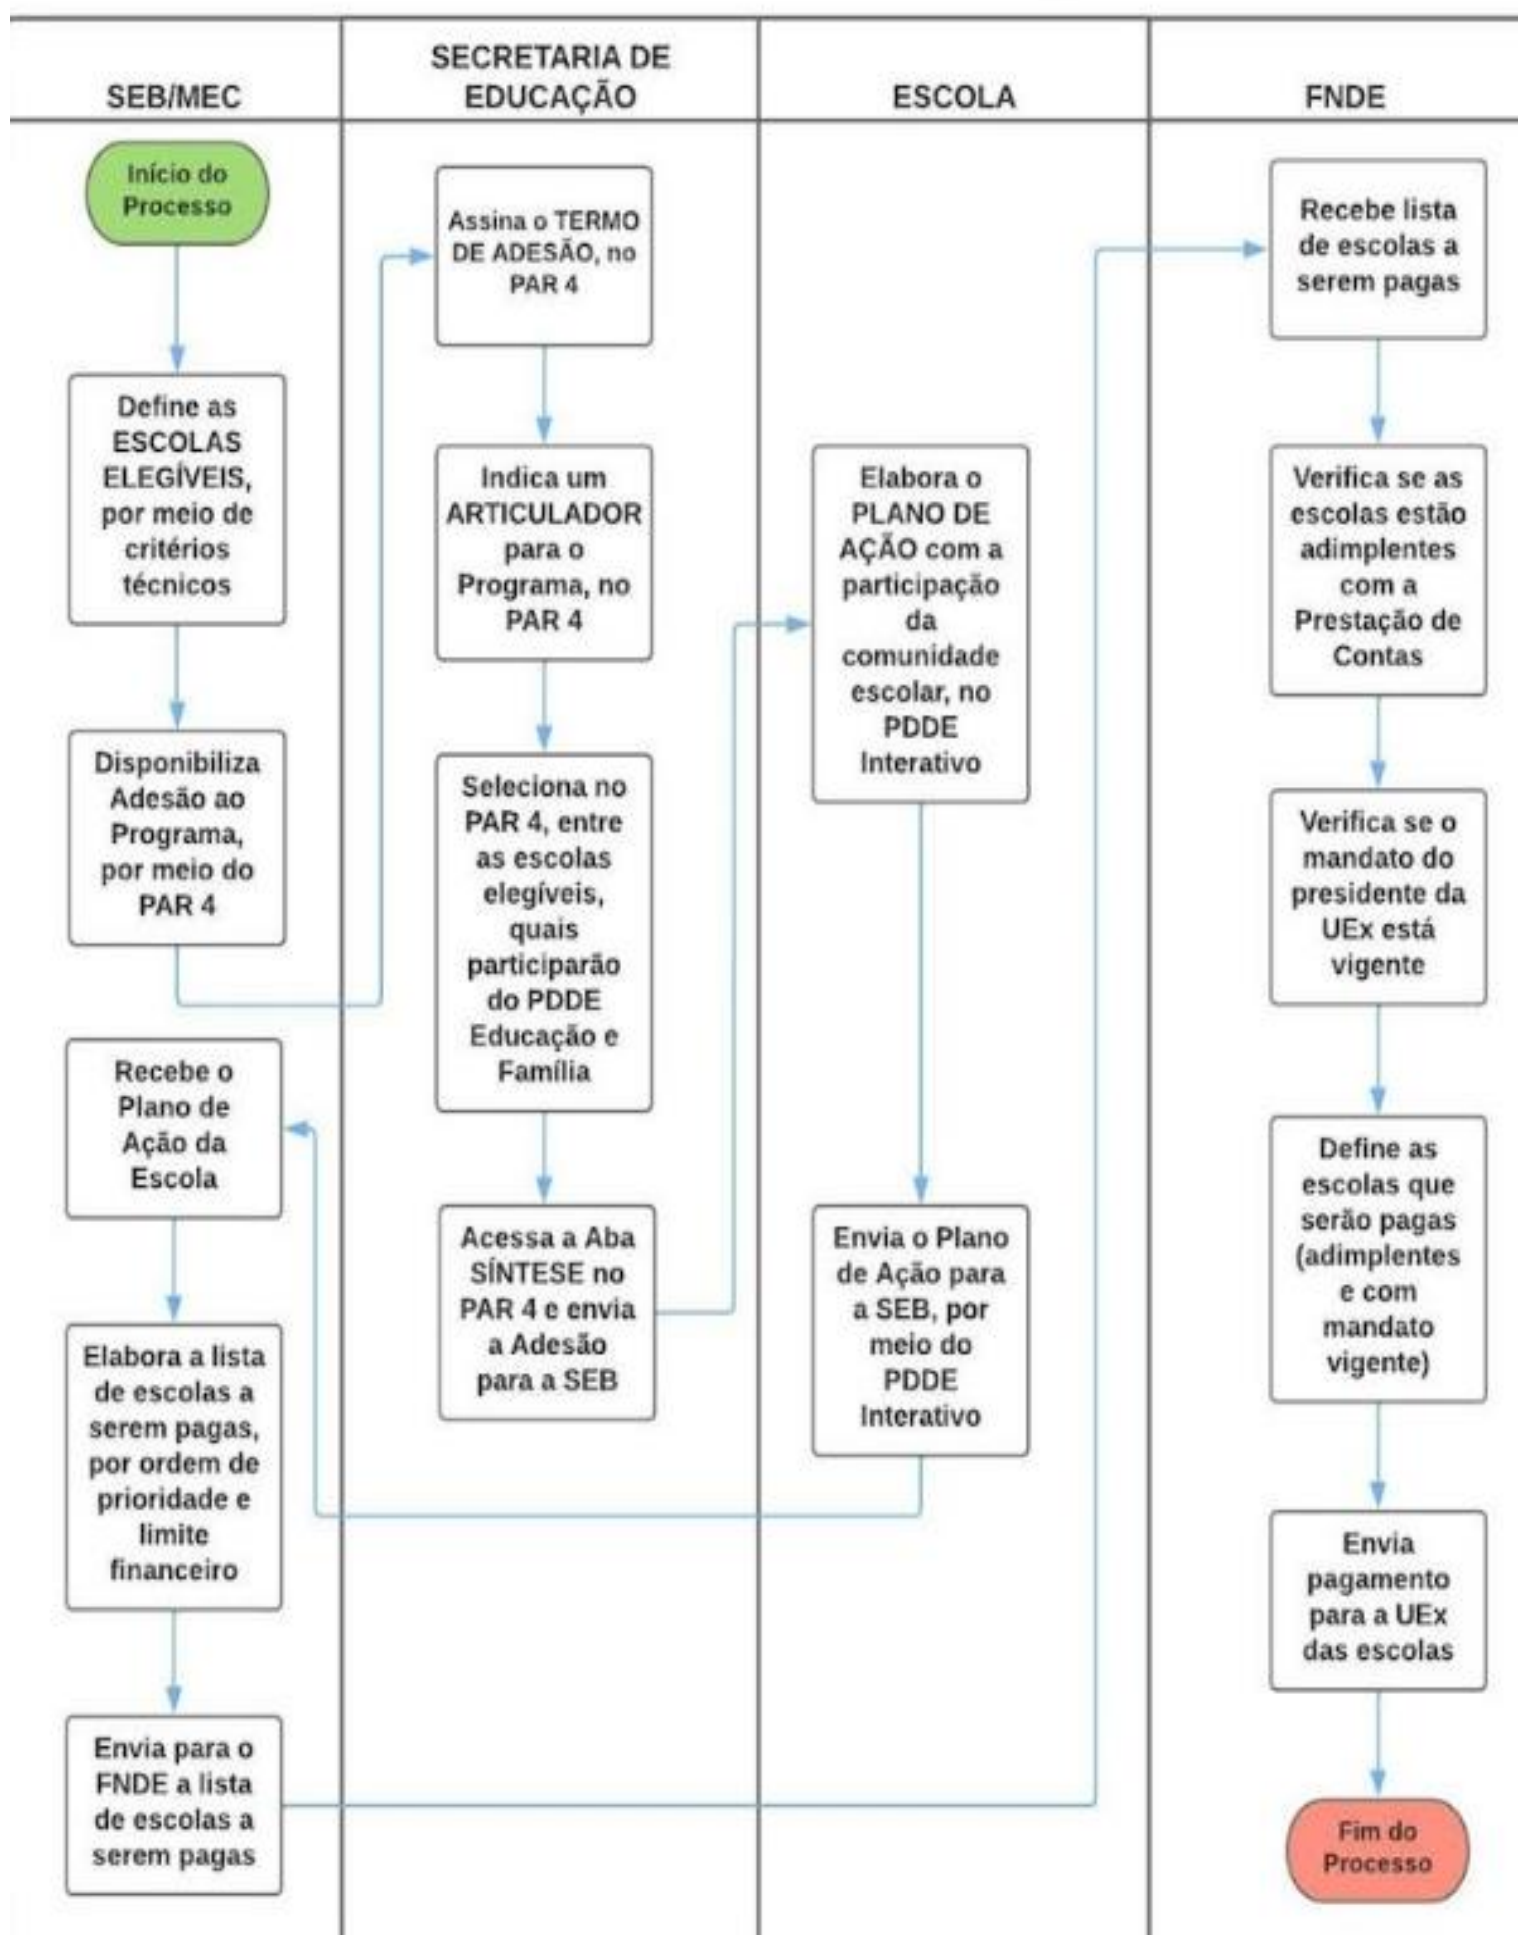 SEB/MEC
SECRETARIA DE
EDUCAÇÃO
ESCOLA
FNDE
Início do
Processo
Define as
ESCOLAS
ELEGÍVEIS,
por meio de
critérios
técnicos
Disponibiliza
Adesão ao
Programa,
por meio do
PAR 4
Recebe o
Plano de
Ação da
Escola
Elabora a lista
de escolas a
serem pagas,
por ordem de
prioridade e
limite
financeiro
Envia para o
FNDE a lista
de escolas a
serem pagas
Assina o TERMO
DE ADESÃO, no
PAR 4
Indica um
ARTICULADOR
para o
Programa, no
PAR 4
Seleciona no
PAR 4, entre
as escolas
elegíveis,
quais
participarão
do PDDE
Educação e
Família
Acessa a Aba
SÍNTESE no
PAR 4 e envia
a Adesão
para a SEB
Elabora o
PLANO DE
AÇÃO com a
participação
da
comunidade
escolar, no
PDDE
Interativo
Envia o Plano
de Ação para
a SEB, por
meio do
PDDE
Interativo
Recebe lista
de escolas a
serem pagas
Verifica se as
escolas estão
adimplentes
com a
Prestação de
Contas
Verifica se o
mandato do
presidente da
UEx está
vigente
Define as
escolas que
serão pagas
(adimplentes
e com
mandato
vigente)
Envia
pagamento
para a UEx
das escolas
Fim do
Processo